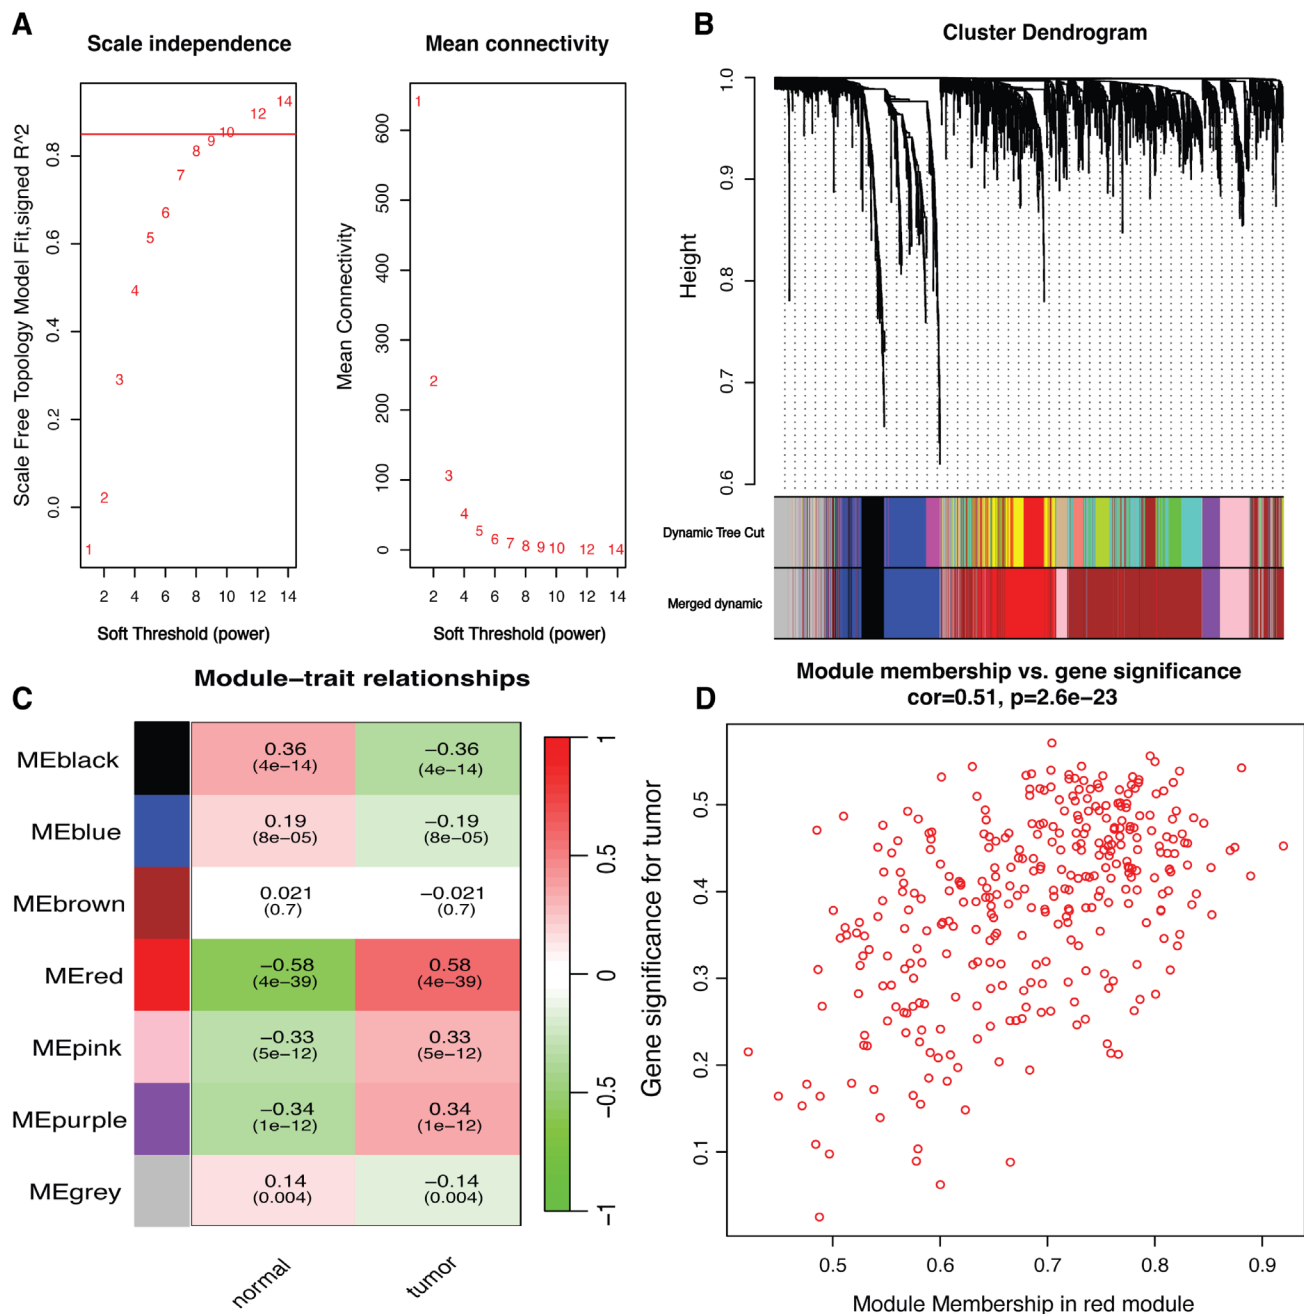 A
Scale independence
Scale Free Topology Model Fit,signed R^2
0.0 0.2 0.4 0.6 0.8
1 2 3 4 5 6 7 8 9 10 12 14
2 4 6 8 10 12 14
Soft Threshold (power)
Mean connectivity
Mean Connectivity
0 100 200 300 400 500 600
1 2 3 4 5 6 7 8 9 10 12 14
2 4 6 8 10 12 14
Soft Threshold (power)
B
Cluster Dendrogram
Height
0.6 0.7 0.8 0.9 1.0
Dynamic Tree Cut
Merged dynamic
C
Module–trait relationships
MEblack 0.36 −0.36
(4e−14) (4e−14)
MEblue 0.19 −0.19
(8e−05) (8e−05)
MEbrown 0.021 −0.021
(0.7) (0.7)
MEred −0.58 0.58
(4e−39) (4e−39)
MEpink −0.33 0.33
(5e−12) (5e−12)
MEpurple −0.34 0.34
(1e−12) (1e−12)
MEgrey 0.14 −0.14
(0.004) (0.004)
normal tumor
1
0.5
0
−0.5
−1
D
Module membership vs. gene significance
cor=0.51, p=2.6e−23
Gene significance for tumor
0.1 0.2 0.3 0.4 0.5
0.5 0.6 0.7 0.8 0.9
Module Membership in red module